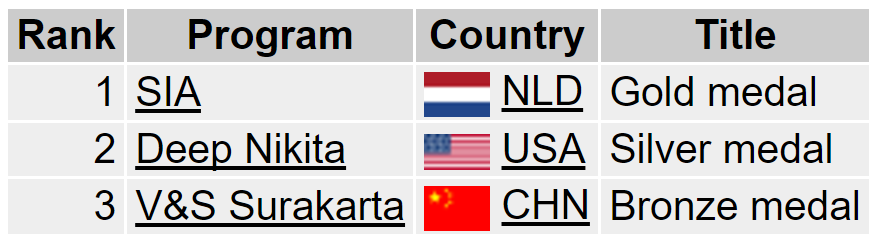 Rank Program Country Title
1 SIA NLD Gold medal
2 Deep Nikita USA Silver medal
3 V&S Surakarta CHN Bronze medal